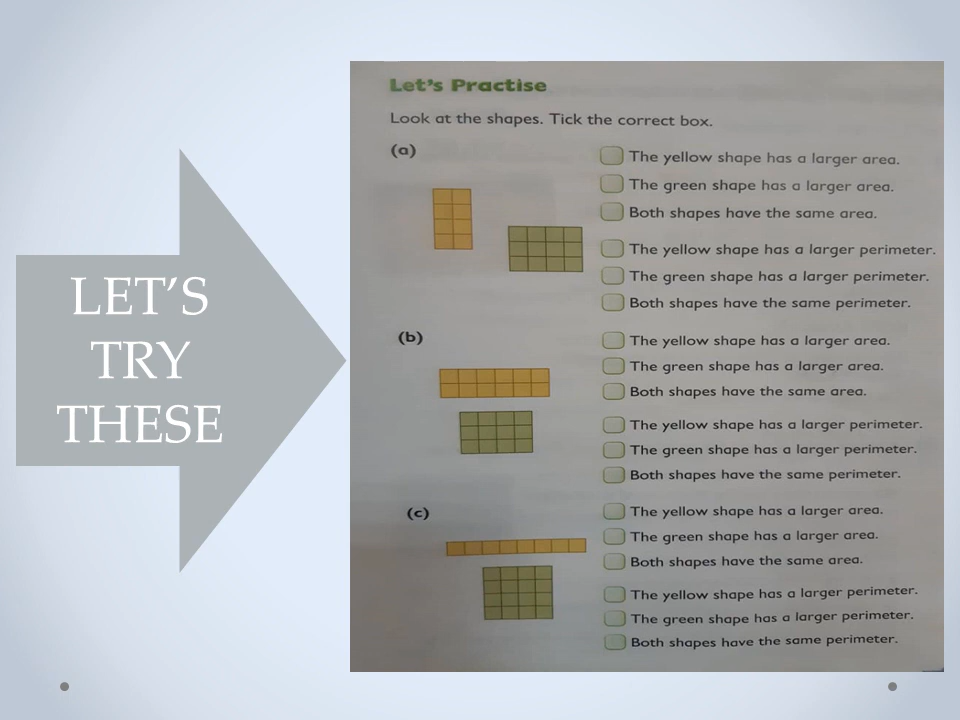 LET’S
TRY
THESE
Let's Practise
Look at the shapes. Tick the correct box.
(a)
The yellow shape has a larger area.
The green shape has a larger area.
Both shapes have the same area.
The yellow shape has a larger perimeter.
The green shape has a larger perimeter.
Both shapes have the same perimeter.
(b)
The yellow shape has a larger area.
The green shape has a larger area.
Both shapes have the same area.
The yellow shape has a larger perimeter.
The green shape has a larger perimeter.
Both shapes have the same perimeter.
(c)
The yellow shape has a larger area.
The green shape has a larger area.
Both shapes have the same area.
The yellow shape has a larger perimeter.
The green shape has a larger perimeter.
Both shapes have the same perimeter.